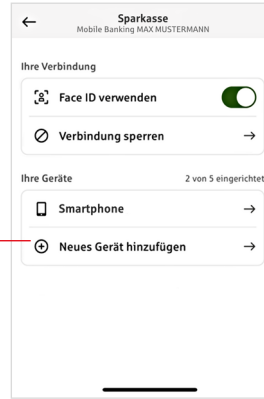 Sparkasse
Mobile Banking MAX MUSTERMANN
Ihre Verbindung
Face ID verwenden
Verbindung sperren
Ihre Geräte 2 von 5 eingerichtet
Smartphone
Neues Gerät hinzufügen